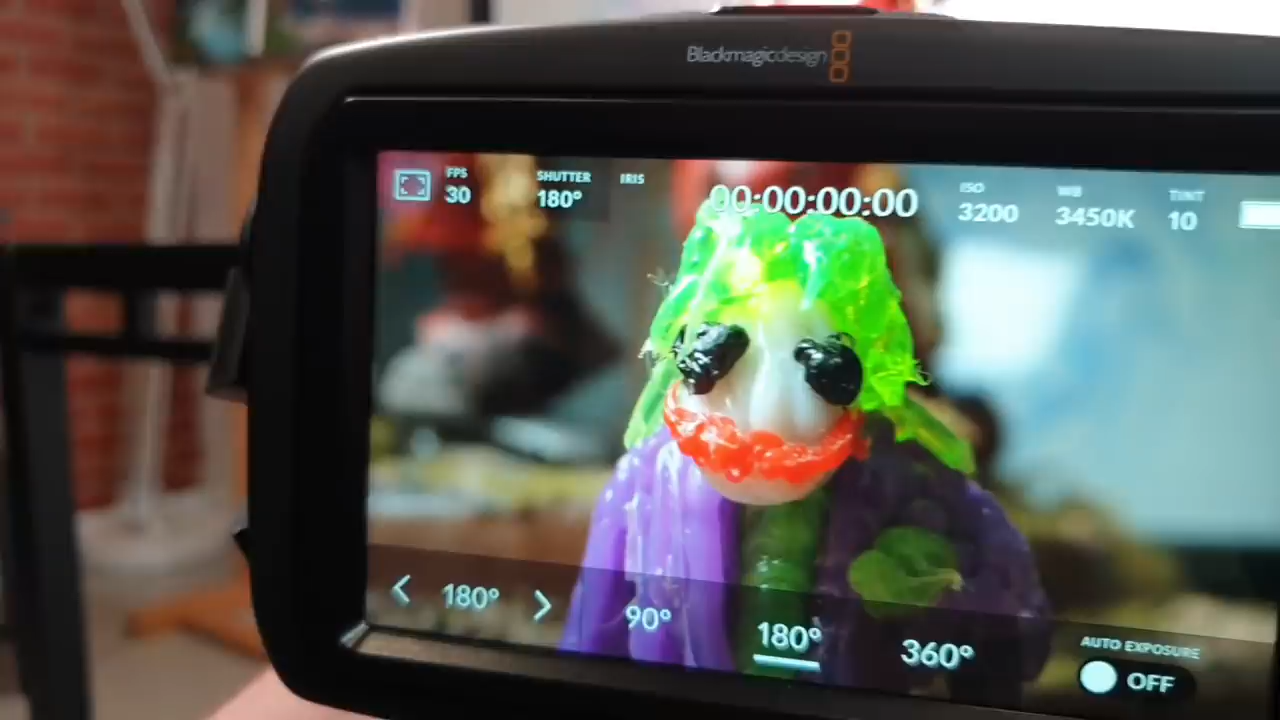 Blackmagicdesign
FPS
30
SHUTTER
180°
IRIS
00:00:00:00
ISO
3200
WB
3450K
TINT
10
180°
90°
180°
360°
AUTO EXPOSURE
OFF